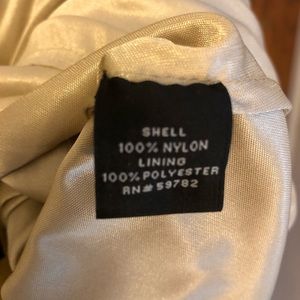 SHELL
100% NYLON
LINING
100% POLYESTER
RN# 59782